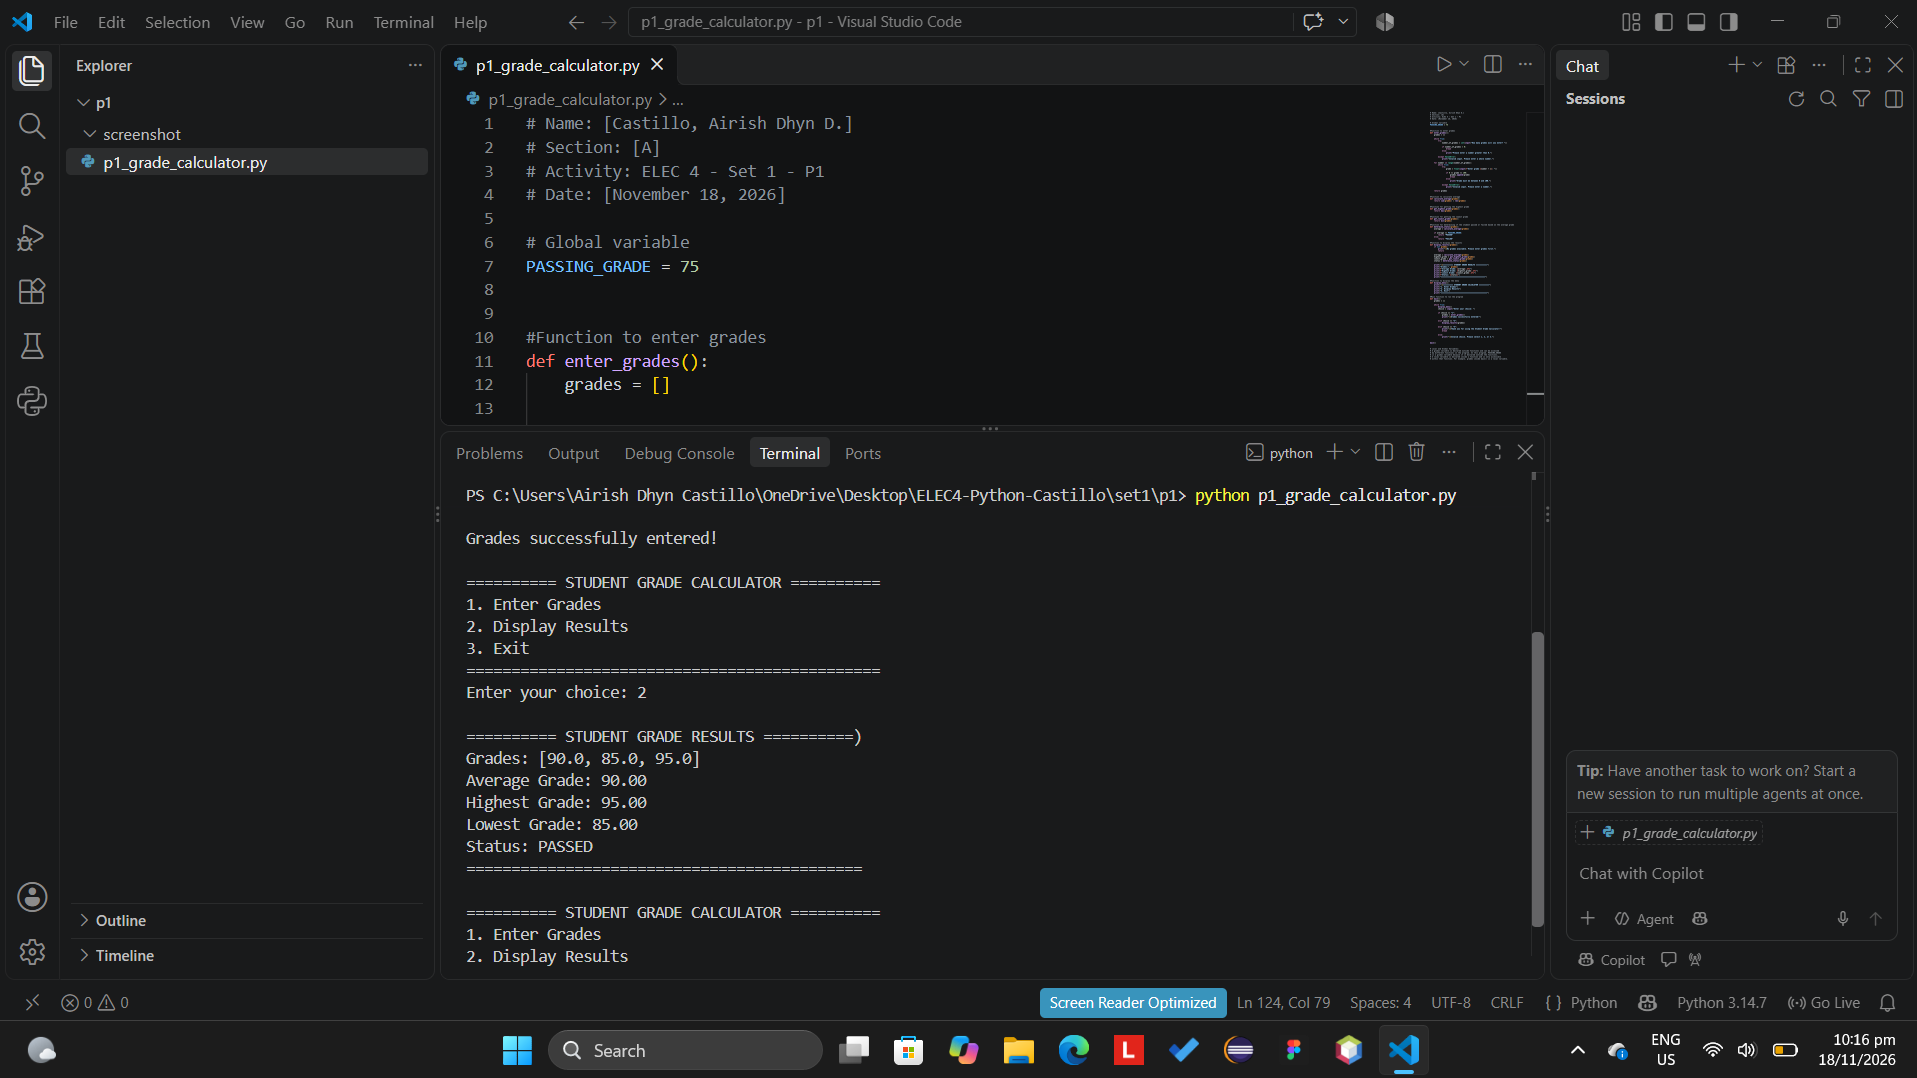 File Edit Selection View Go Run Terminal Help
p1_grade_calculator.py - p1 - Visual Studio Code
Explorer
p1
screenshot
p1_grade_calculator.py
Outline
Timeline
p1_grade_calculator.py
p1_grade_calculator.py > ...
1 # Name: [Castillo, Airish Dhyn D.]
2 # Section: [A]
3 # Activity: ELEC 4 - Set 1 - P1
4 # Date: [November 18, 2026]
5
6 # Global variable
7 PASSING_GRADE = 75
8
9
10 #Function to enter grades
11 def enter_grades():
12 grades = []
13
Problems Output Debug Console Terminal Ports
python
PS C:\Users\Airish Dhyn Castillo\OneDrive\Desktop\ELEC4-Python-Castillo\set1\p1> python p1_grade_calculator.py
Grades successfully entered!
========== STUDENT GRADE CALCULATOR ==========
1. Enter Grades
2. Display Results
3. Exit
==============================================
Enter your choice: 2
========== STUDENT GRADE RESULTS ==========)
Grades: [90.0, 85.0, 95.0]
Average Grade: 90.00
Highest Grade: 95.00
Lowest Grade: 85.00
Status: PASSED
============================================
========== STUDENT GRADE CALCULATOR ==========
1. Enter Grades
2. Display Results
Chat
Sessions
Tip: Have another task to work on? Start a
new session to run multiple agents at once.
p1_grade_calculator.py
Chat with Copilot
Agent
Copilot
0 0
Screen Reader Optimized Ln 124, Col 79 Spaces: 4 UTF-8 CRLF {} Python Python 3.14.7 Go Live
Search
L
ENG
US
10:16 pm
18/11/2026